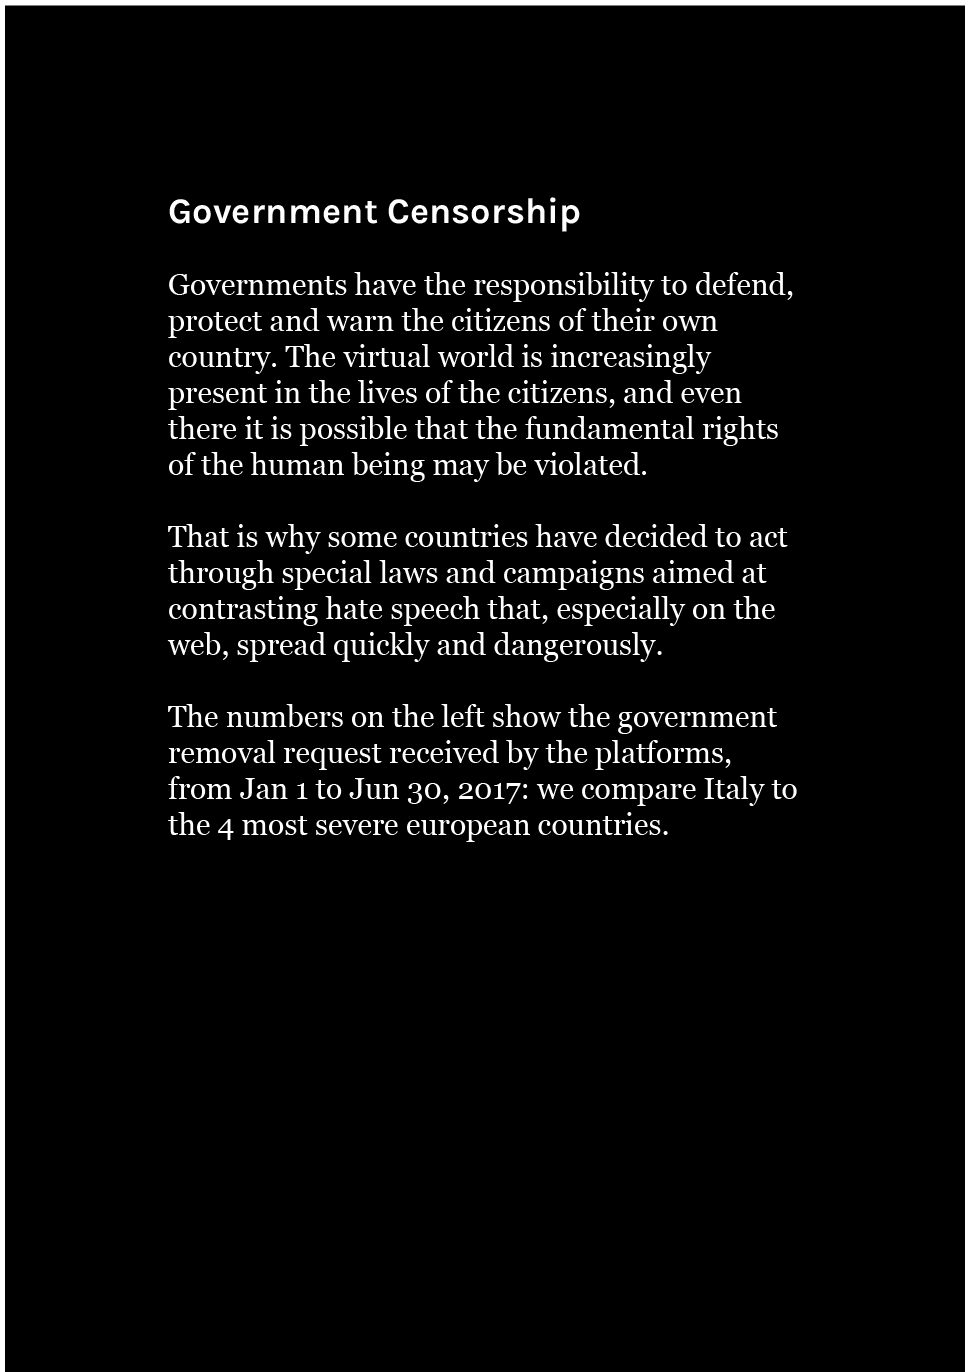 Government Censorship
Governments have the responsibility to defend,
protect and warn the citizens of their own
country. The virtual world is increasingly
present in the lives of the citizens, and even
there it is possible that the fundamental rights
of the human being may be violated.
That is why some countries have decided to act
through special laws and campaigns aimed at
contrasting hate speech that, especially on the
web, spread quickly and dangerously.
The numbers on the left show the government
removal request received by the platforms,
from Jan 1 to Jun 30, 2017: we compare Italy to
the 4 most severe european countries.